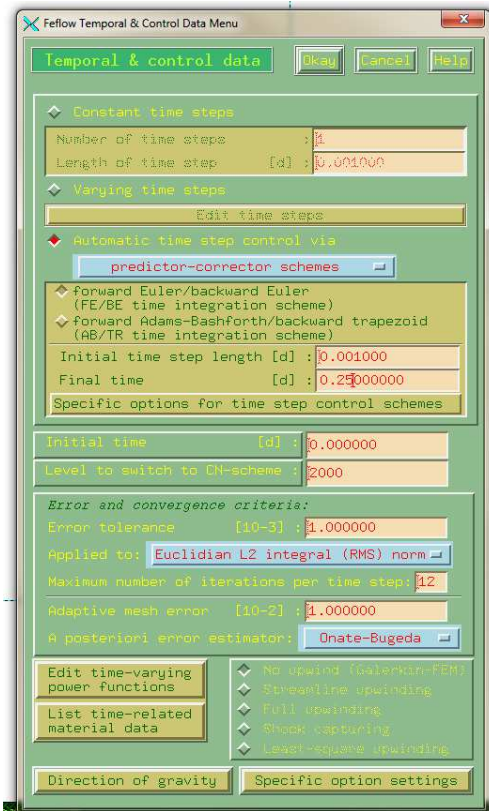 Feflow Temporal & Control Data Menu
Temporal & control data Okay Cancel Help
Constant time steps
Number of time steps : 1
Length of time step [d] : 0.001000
Varying time steps
Edit time steps
Automatic time step control via
predictor-corrector schemes
forward Euler/backward Euler
(FE/BE time integration scheme)
forward Adams-Bashforth/backward trapezoid
(AB/TR time integration scheme)
Initial time step length [d] : 0.001000
Final time [d] : 0.25000000
Specific options for time step control schemes
Initial time [d] : 0.000000
Level to switch to CN-scheme : 2000
Error and convergence criteria:
Error tolerance [10-3] : 1.000000
Applied to: Euclidian L2 integral (RMS) norm
Maximum number of iterations per time step: 12
Adaptive mesh error [10-2] : 1.000000
A posteriori error estimator: Onate-Bugeda
Edit time-varying
power functions
List time-related
material data
No upwind (Galerkin-FEM)
Streamline upwinding
Full upwinding
Shock capturing
Least-square upwinding
Direction of gravity Specific option settings